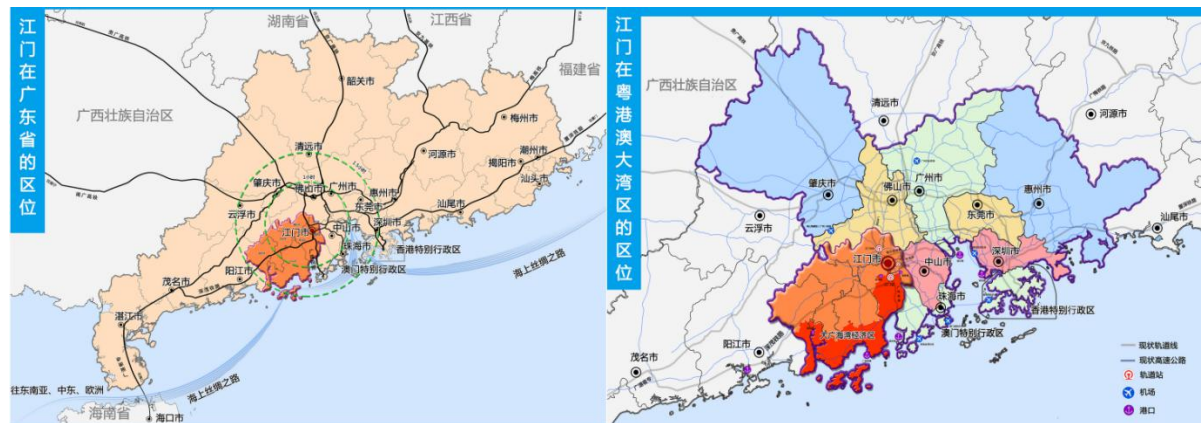 江门在广东省的区位
湖南省
江西省
福建省
广西壮族自治区
韶关市
梅州市
清远市
河源市
潮州市
揭阳市
汕头市
肇庆市
佛山市
广州市
惠州市
云浮市
东莞市
汕尾市
江门市
中山市
深圳市
珠海市
香港特别行政区
澳门特别行政区
海上丝绸之路
阳江市
茂名市
湛江市
海上丝绸之路
往东南亚、中东、欧洲
海南省
海口市
江门在粤港澳大湾区的区位
广西壮族自治区
清远市
河源市
肇庆市
佛山市
广州市
惠州市
云浮市
东莞市
汕尾市
江门市
中山市
深圳市
珠海市
香港特别行政区
澳门特别行政区
广海湾经济区
阳江市
茂名市
现状轨道线
现状高速公路
轨道站
机场
港口